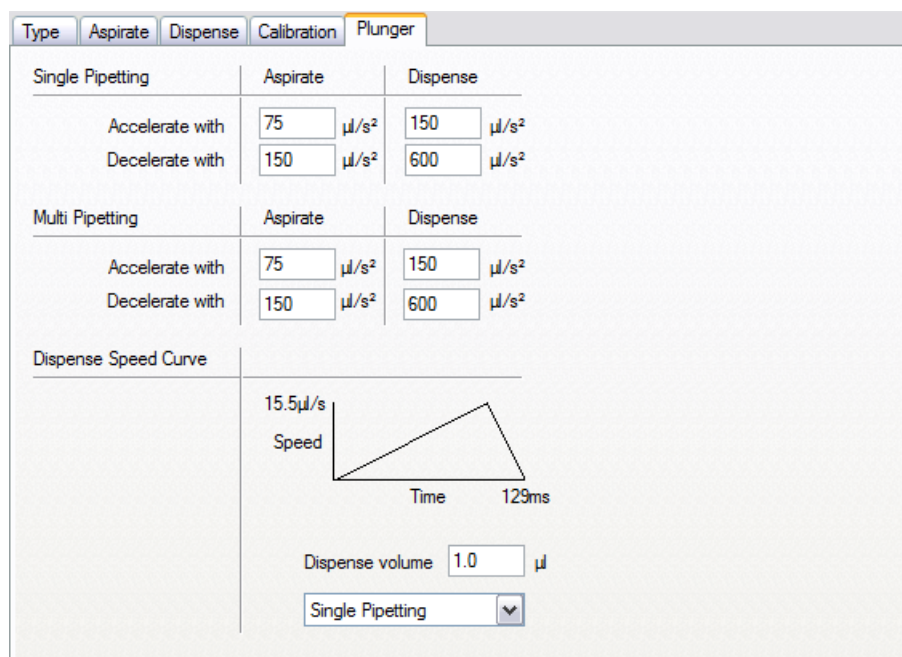 Type Aspirate Dispense Calibration Plunger
Single Pipetting Aspirate Dispense
Accelerate with 75 µl/s² 150 µl/s²
Decelerate with 150 µl/s² 600 µl/s²
Multi Pipetting Aspirate Dispense
Accelerate with 75 µl/s² 150 µl/s²
Decelerate with 150 µl/s² 600 µl/s²
Dispense Speed Curve
15.5µl/s
Speed
Time 129ms
Dispense volume 1.0 µl
Single Pipetting